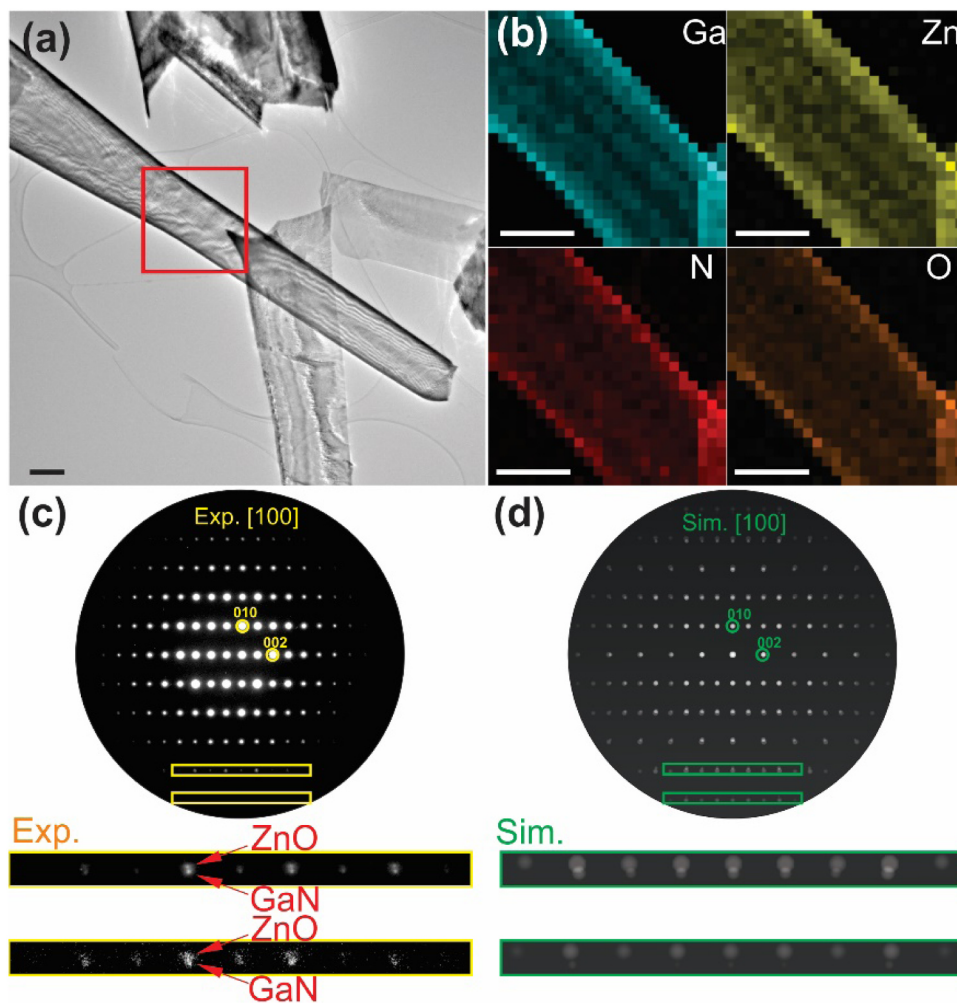 (a)
(b)
Ga
Zn
N
O
(c)
Exp. [100]
010
002
(d)
Sim. [100]
010
002
Exp.
ZnO
GaN
ZnO
GaN
Sim.